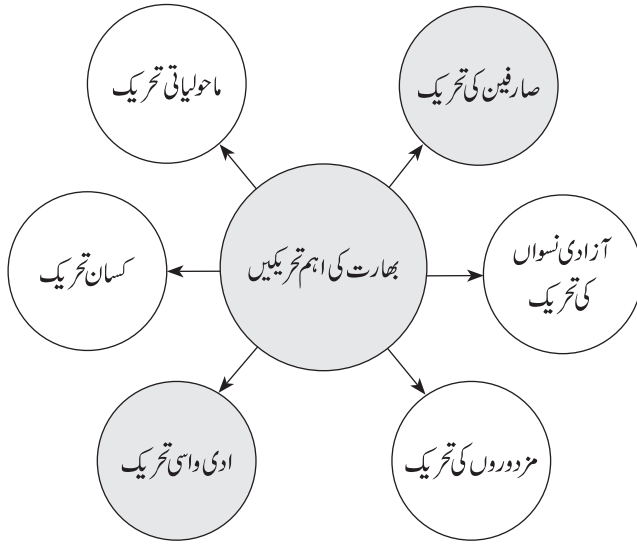 صارفین کی تحریک
ماحولیاتی تحریک
آزادی نسواں
کی تحریک
بھارت کی اہم تحریکیں
کسان تحریک
مزدوروں کی تحریک
ادی واسی تحریک